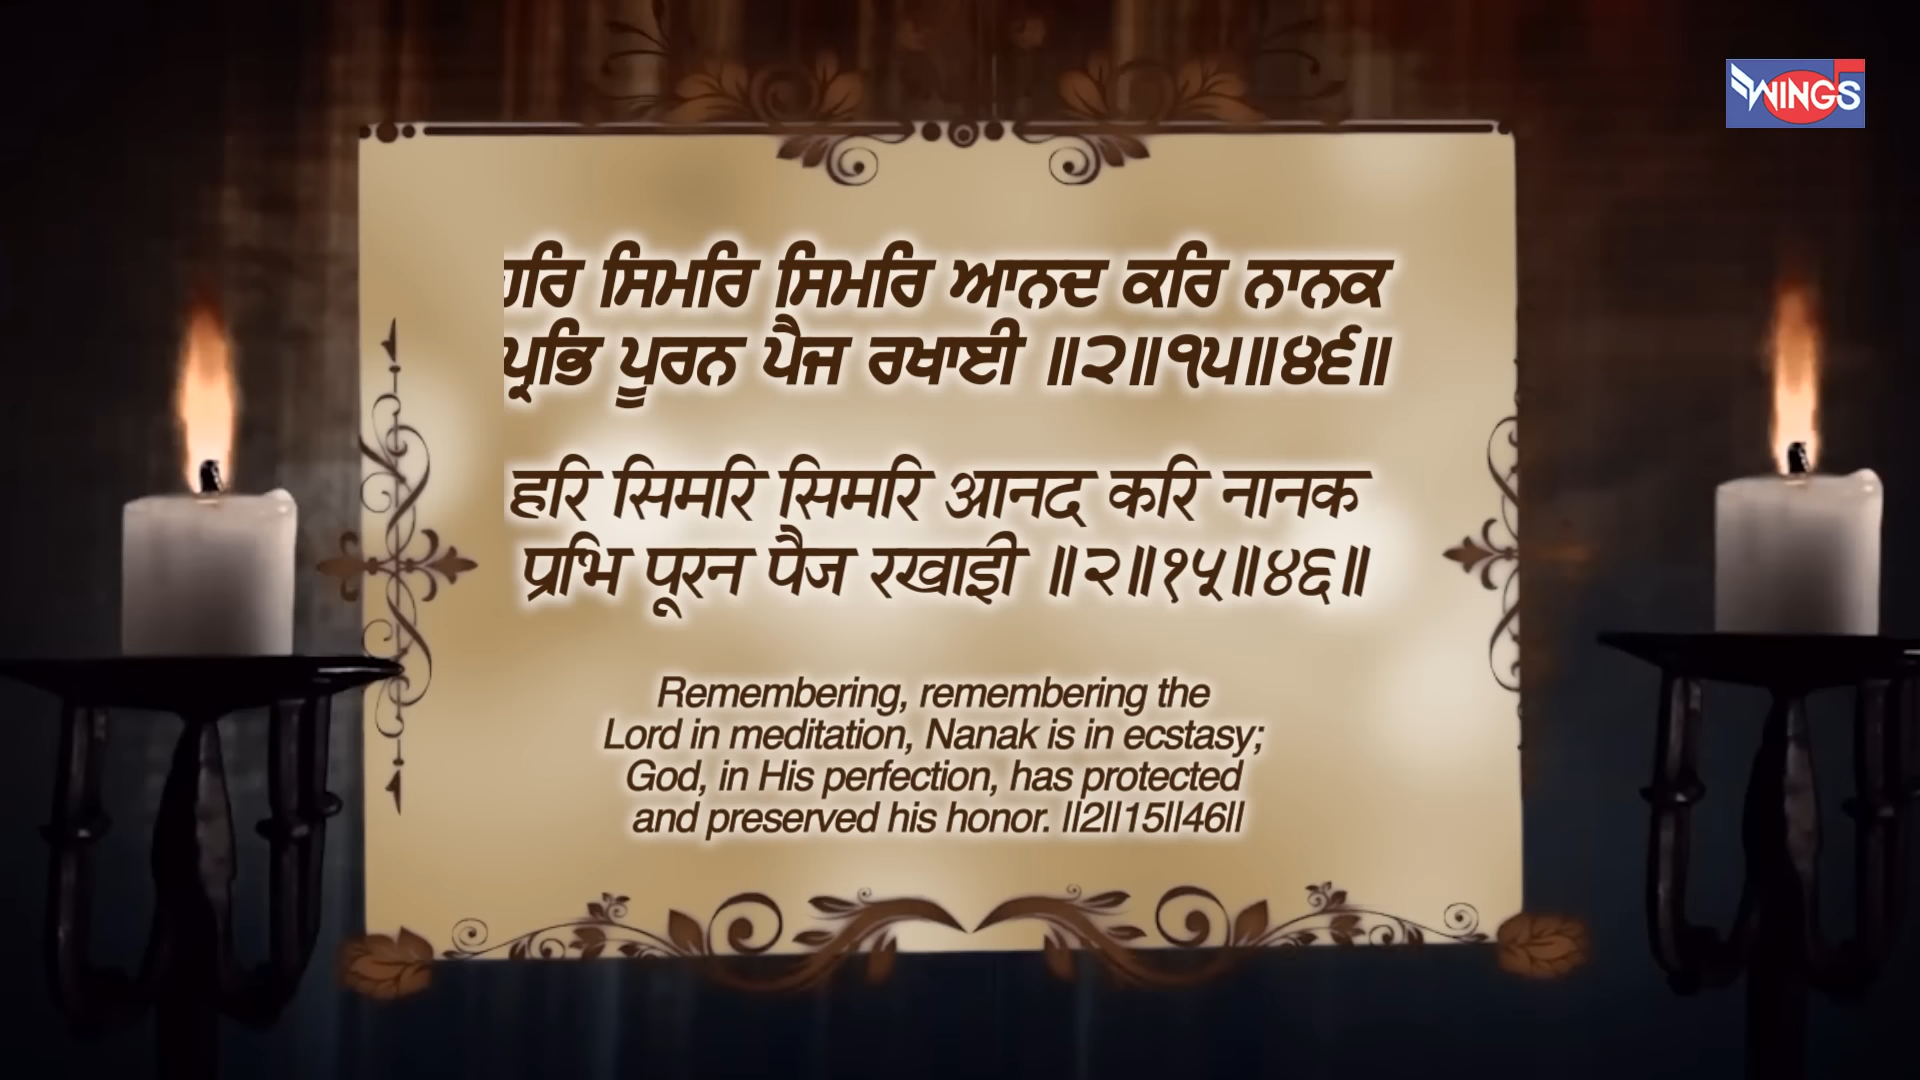 ਹਰਿ ਸਿਮਰਿ ਸਿਮਰਿ ਆਨਦ ਕਰਿ ਨਾਨਕ
ਪ੍ਰਭਿ ਪੂਰਨ ਪੈਜ ਰਖਾਈ ॥੨॥੧੫॥੪੬॥
हरि सिमरि सिमरि आनद करि नानक
प्रभि पूरन पैज रखाई ॥२॥१५॥४६॥
Remembering, remembering the
Lord in meditation, Nanak is in ecstasy;
God, in His perfection, has protected
and preserved his honor. ||2||15||46||
WINGS